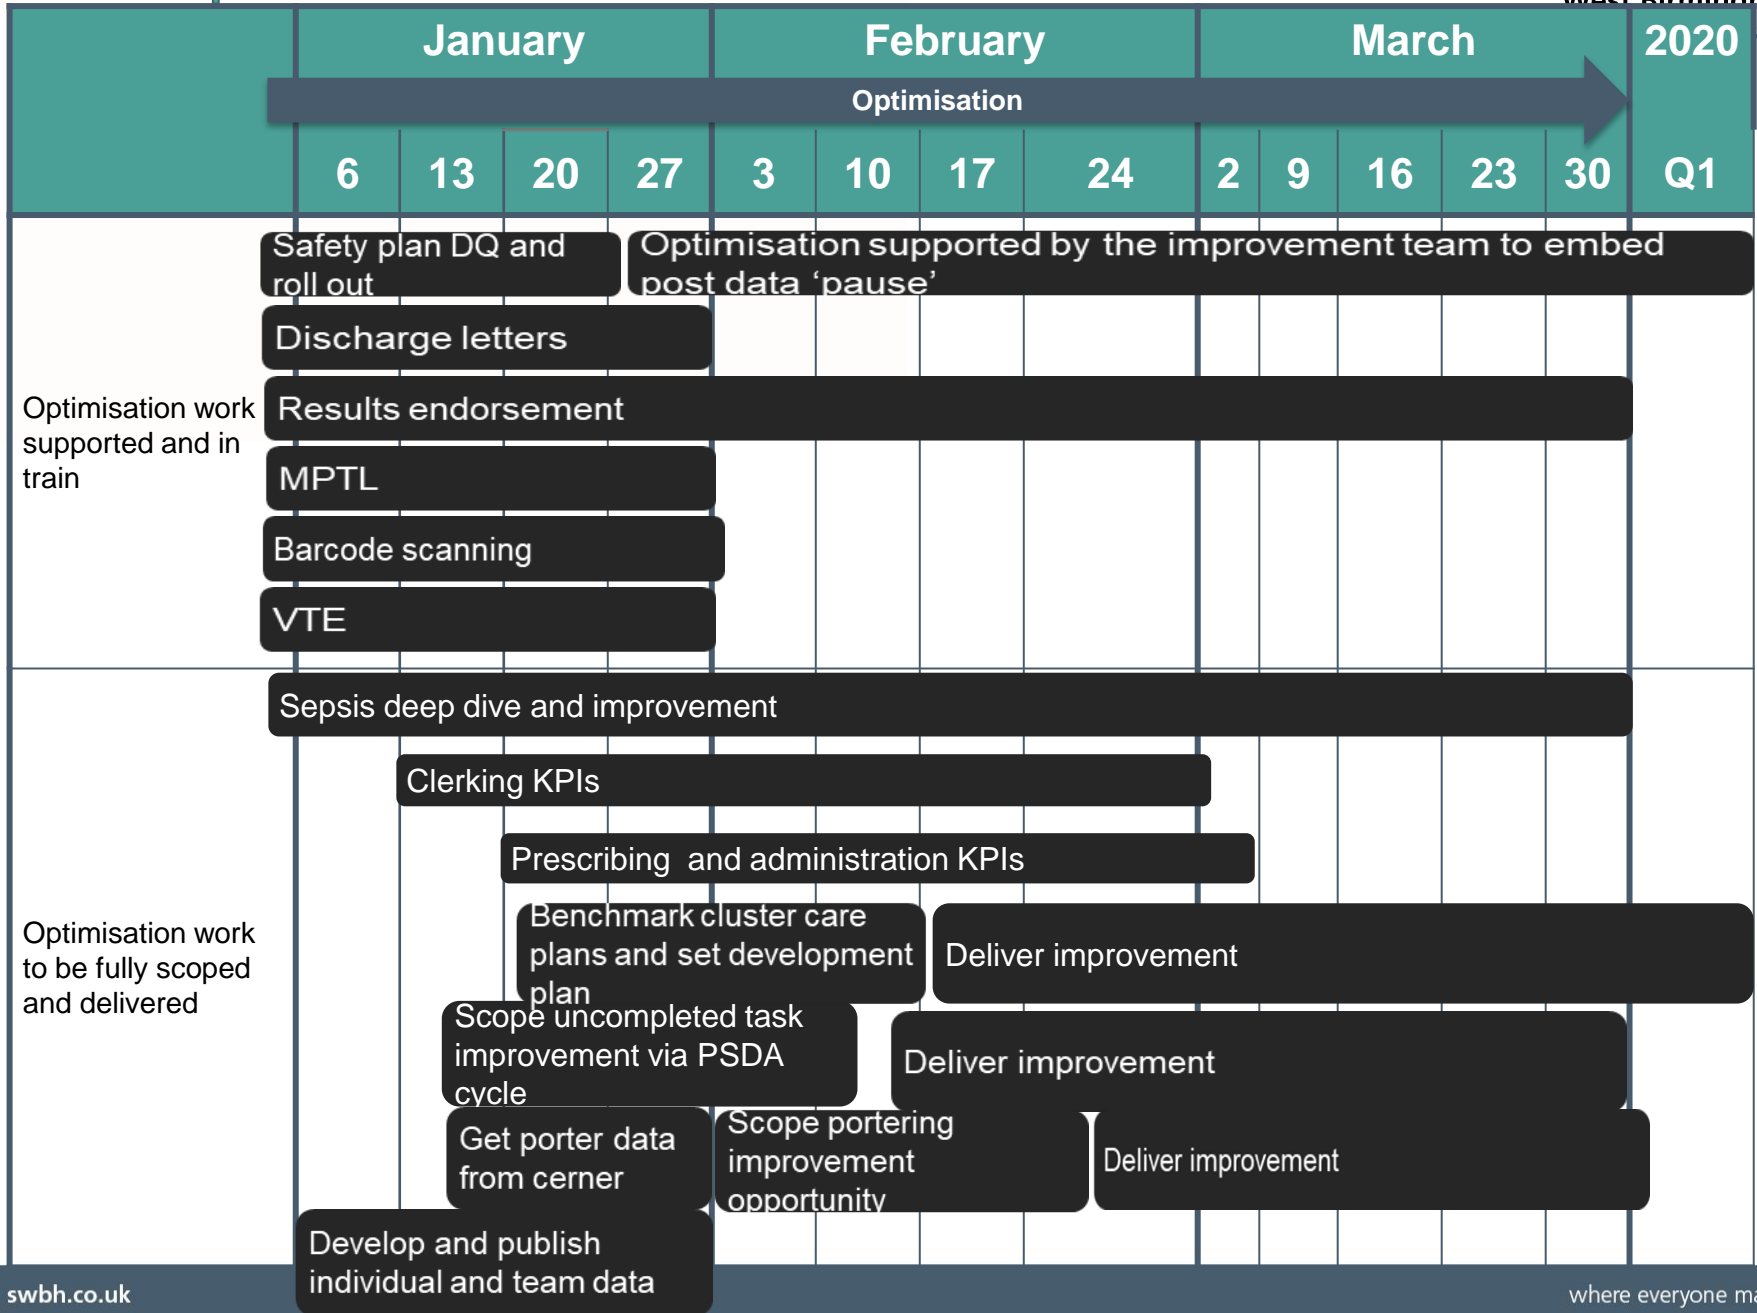 January February March 2020
Optimisation
6 13 20 27 3 10 17 24 2 9 16 23 30 Q1
Safety plan DQ and
roll out
Optimisation supported by the improvement team to embed
post data ‘pause’
Discharge letters
Optimisation work
supported and in
train
Results endorsement
MPTL
Barcode scanning
VTE
Sepsis deep dive and improvement
Clerking KPIs
Prescribing and administration KPIs
Optimisation work
to be fully scoped
and delivered
Benchmark cluster care
plans and set development
plan
Deliver improvement
Scope uncompleted task
improvement via PSDA
cycle
Deliver improvement
Get porter data
from cerner
Scope portering
improvement
opportunity
Deliver improvement
Develop and publish
individual and team data
swbh.co.uk
where everyone